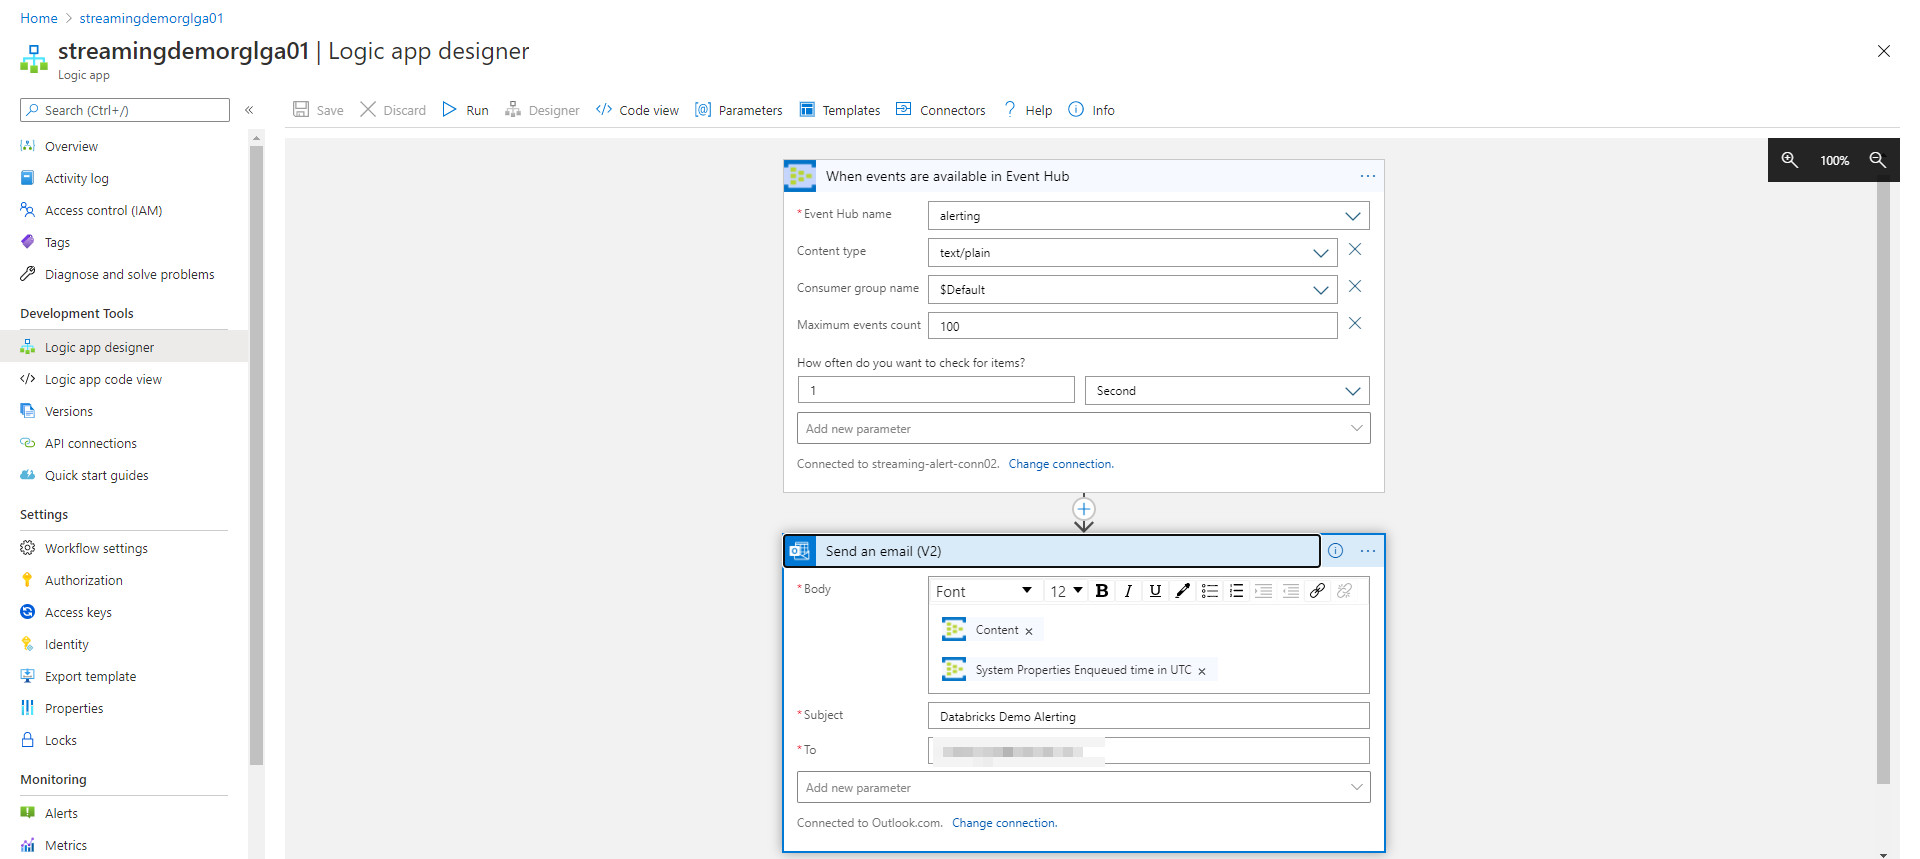 Home > streamingdemorglga01
streamingdemorglga01 | Logic app designer
Logic app
Search (Ctrl+/)
«
Overview
Activity log
Access control (IAM)
Tags
Diagnose and solve problems
Development Tools
Logic app designer
Logic app code view
Versions
API connections
Quick start guides
Settings
Workflow settings
Authorization
Access keys
Identity
Export template
Properties
Locks
Monitoring
Alerts
Metrics
Save Discard Run Designer Code view Parameters Templates Connectors Help Info
100%
When events are available in Event Hub
* Event Hub name alerting
Content type text/plain
Consumer group name $Default
Maximum events count 100
How often do you want to check for items?
1 Second
Add new parameter
Connected to streaming-alert-conn02. Change connection.
Send an email (V2)
* Body
Font 12 B I U
Content ×
System Properties Enqueued time in UTC ×
* Subject Databricks Demo Alerting
* To
Add new parameter
Connected to Outlook.com. Change connection.